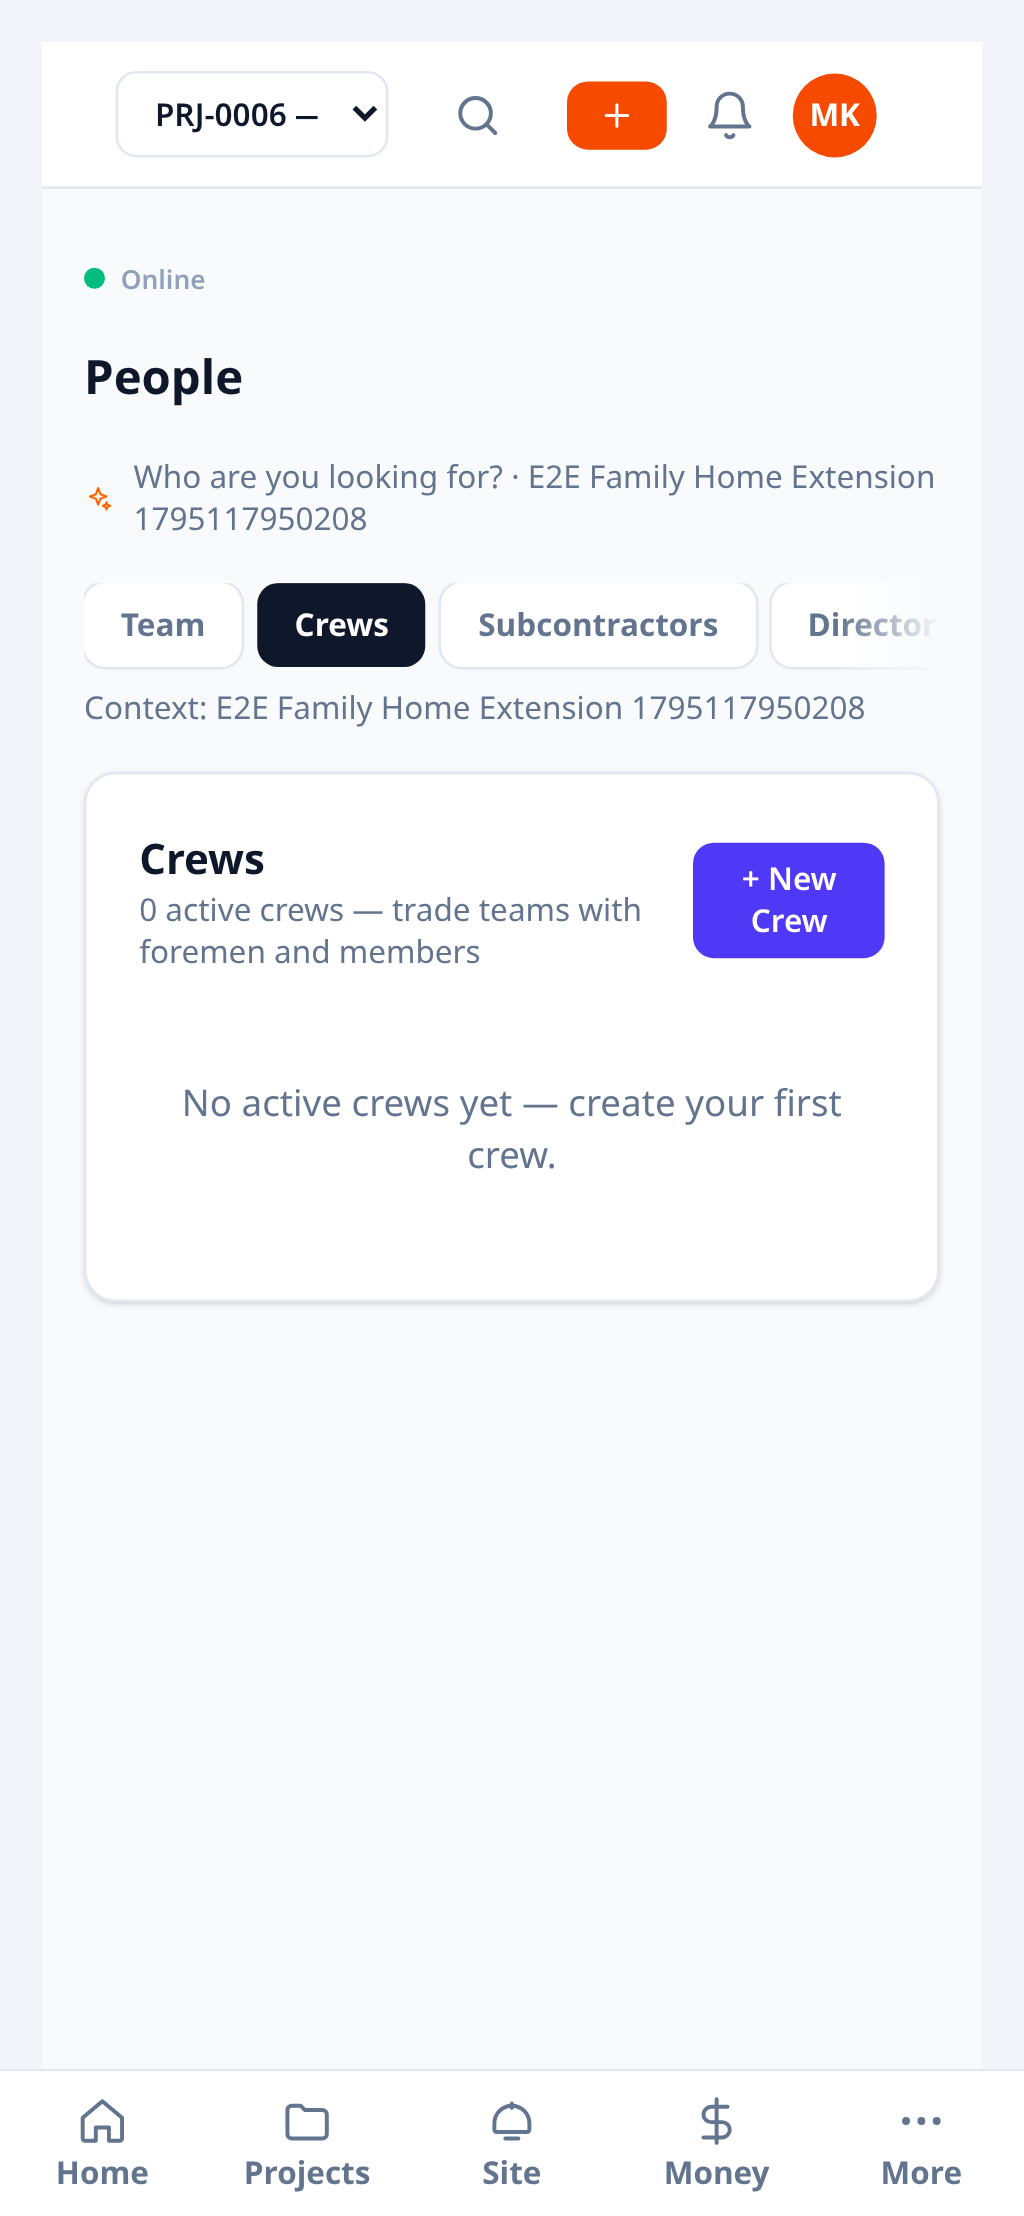 PRJ-0006 —
+
MK
Online
People
Who are you looking for? · E2E Family Home Extension
1795117950208
Team
Crews
Subcontractors
Director
Context: E2E Family Home Extension 1795117950208
Crews
0 active crews — trade teams with
foremen and members
+ New
Crew
No active crews yet — create your first
crew.
Home
Projects
Site
Money
More